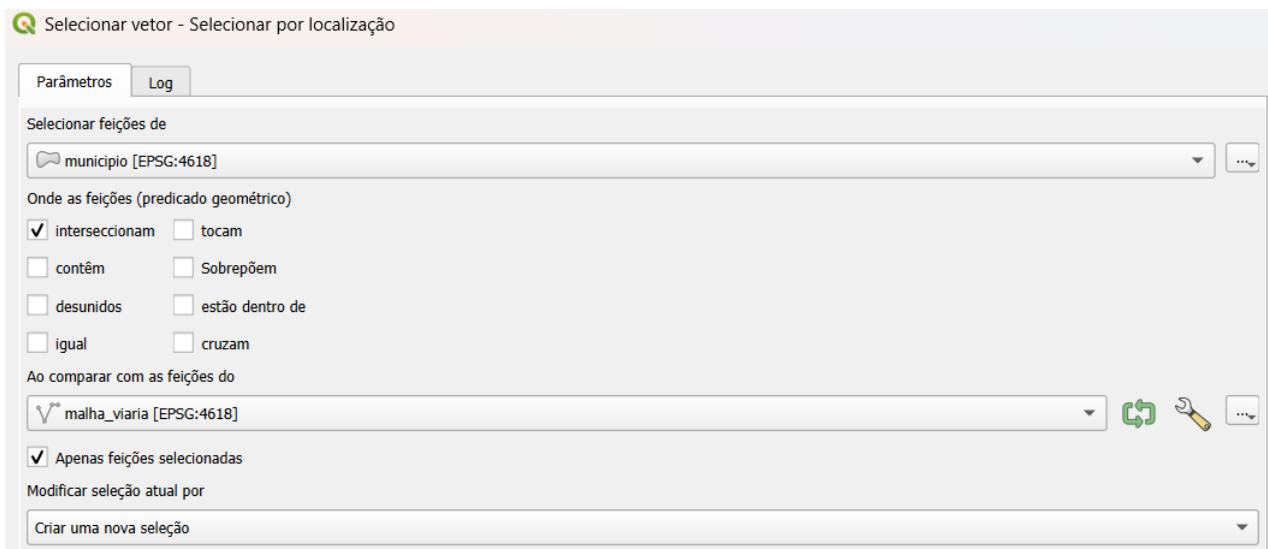 Selecionar vetor - Selecionar por localização
Parâmetros Log
Selecionar feições de
municipio [EPSG:4618]
...
Onde as feições (predicado geométrico)
interseccionam tocam
contêm Sobrepõem
desunidos estão dentro de
igual cruzam
Ao comparar com as feições do
malha_viaria [EPSG:4618]
...
Apenas feições selecionadas
Modificar seleção atual por
Criar uma nova seleção